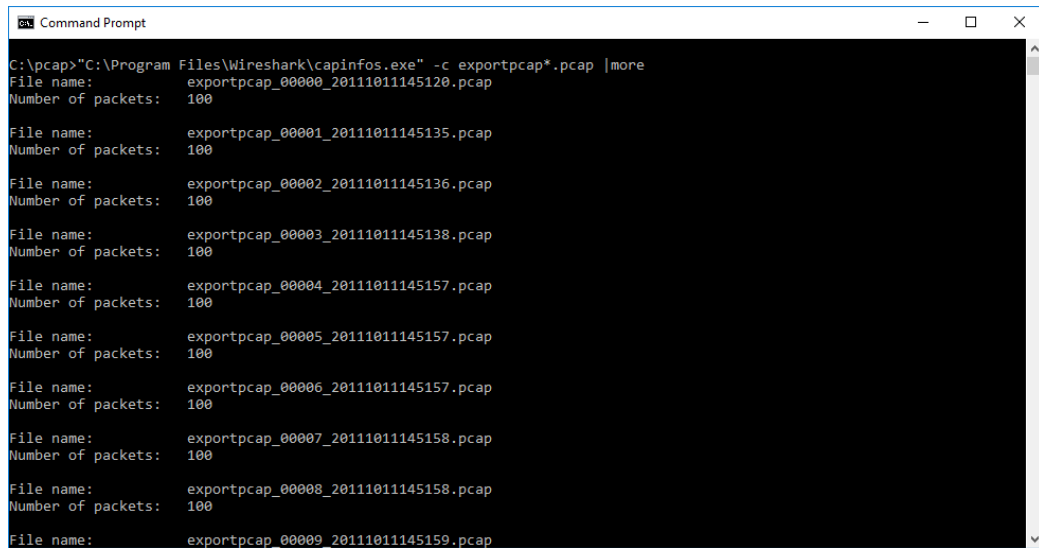 Command Prompt
C:\pcap>"C:\Program Files\Wireshark\capinfos.exe" -c exportpcap*.pcap |more
File name:           exportpcap_00000_20111011145120.pcap
Number of packets:   100
File name:           exportpcap_00001_20111011145135.pcap
Number of packets:   100
File name:           exportpcap_00002_20111011145136.pcap
Number of packets:   100
File name:           exportpcap_00003_20111011145138.pcap
Number of packets:   100
File name:           exportpcap_00004_20111011145157.pcap
Number of packets:   100
File name:           exportpcap_00005_20111011145157.pcap
Number of packets:   100
File name:           exportpcap_00006_20111011145157.pcap
Number of packets:   100
File name:           exportpcap_00007_20111011145158.pcap
Number of packets:   100
File name:           exportpcap_00008_20111011145158.pcap
Number of packets:   100
File name:           exportpcap_00009_20111011145159.pcap